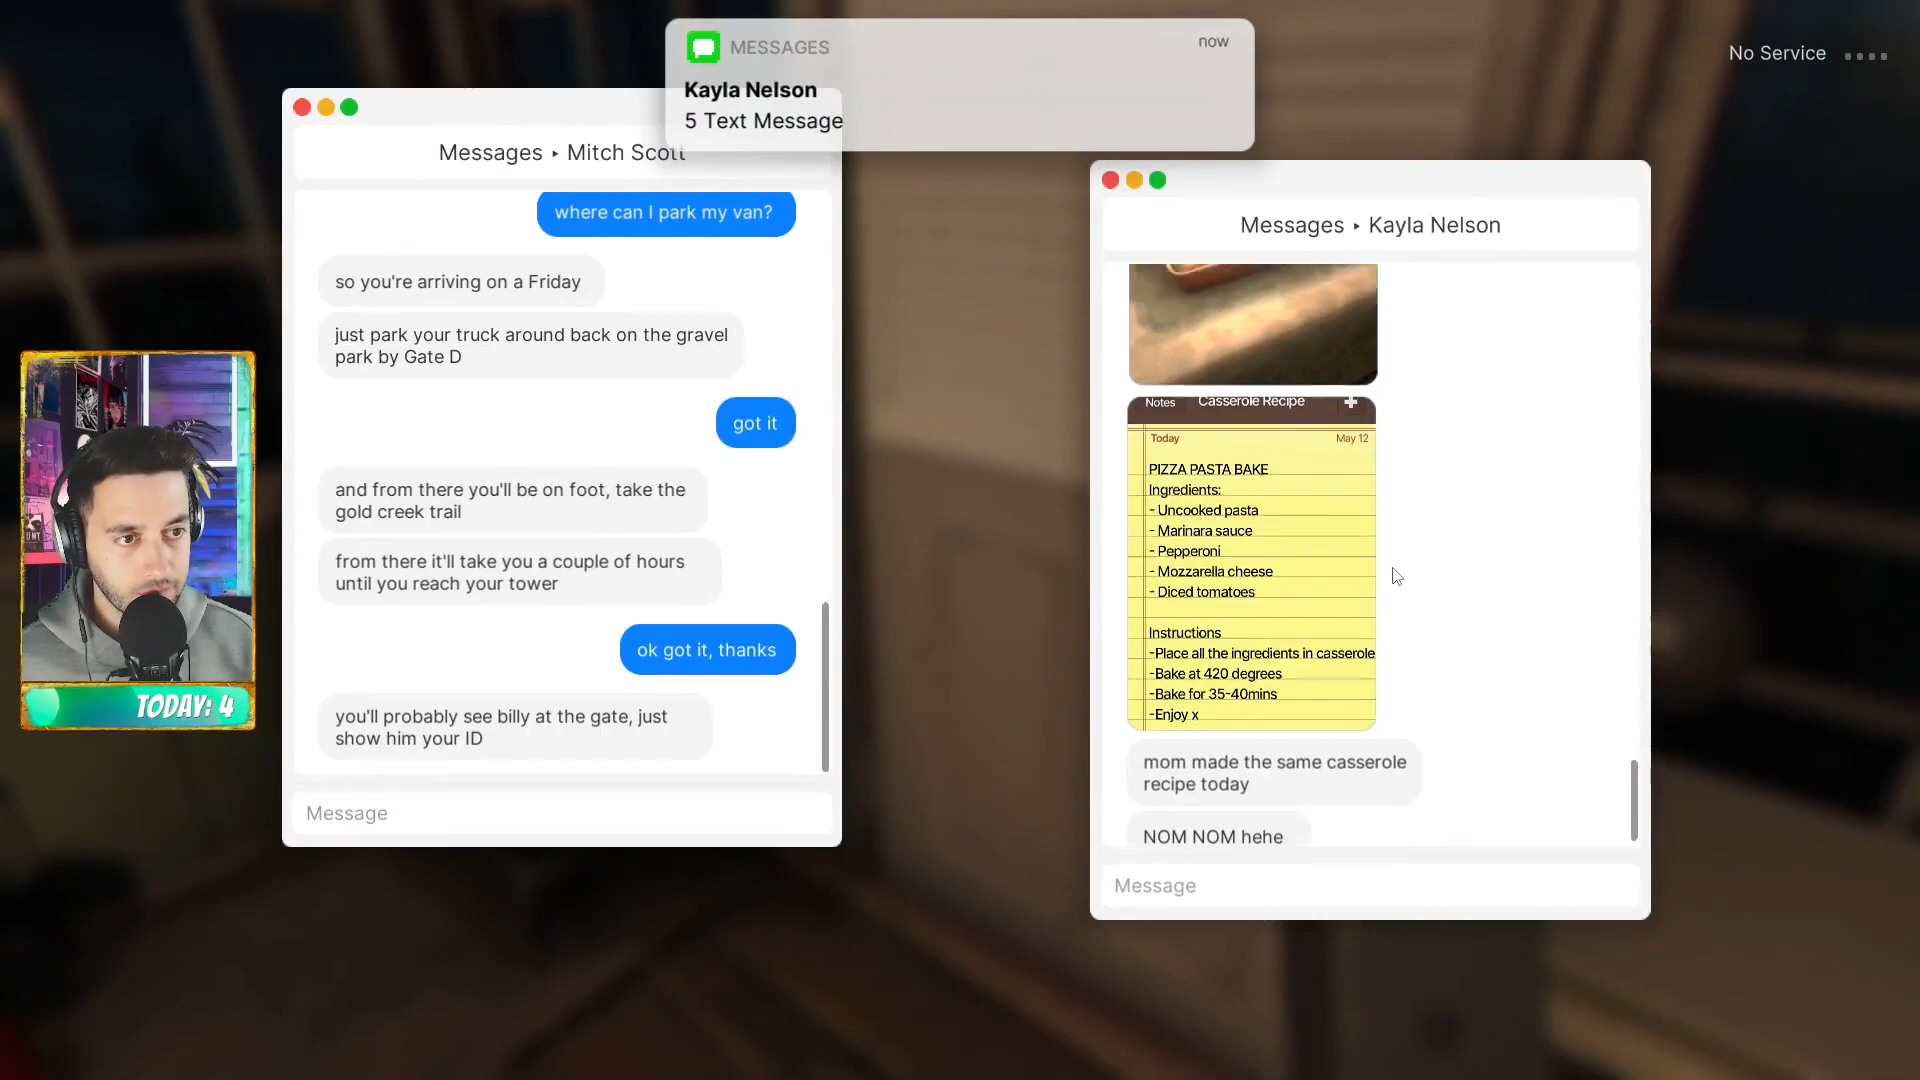 MESSAGES
now
Kayla Nelson
5 Text Message
No Service
Messages ▸ Mitch Scott
where can I park my van?
so you're arriving on a Friday
just park your truck around back on the gravel
park by Gate D
got it
and from there you'll be on foot, take the
gold creek trail
from there it'll take you a couple of hours
until you reach your tower
ok got it, thanks
you'll probably see billy at the gate, just
show him your ID
Message
Messages ▸ Kayla Nelson
Notes
Casserole Recipe
Today
May 12
PIZZA PASTA BAKE
Ingredients:
- Uncooked pasta
- Marinara sauce
- Pepperoni
- Mozzarella cheese
- Diced tomatoes
Instructions
-Place all the ingredients in casserole
-Bake at 420 degrees
-Bake for 35-40mins
-Enjoy x
mom made the same casserole
recipe today
NOM NOM hehe
Message
TODAY: 4